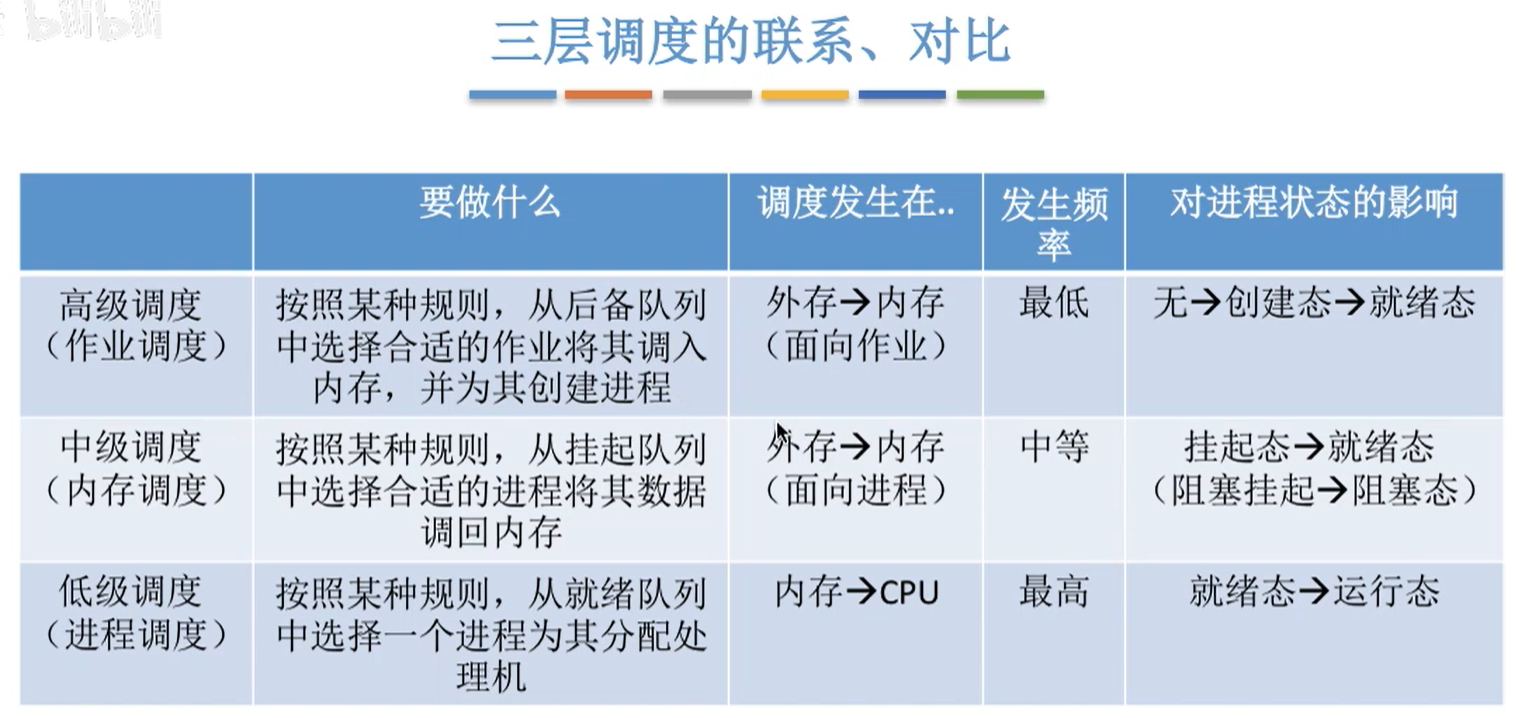 bilibili
三层调度的联系、对比
要做什么
调度发生在..
发生频
率
对进程状态的影响
高级调度
（作业调度）
按照某种规则，从后备队列
中选择合适的作业将其调入
内存，并为其创建进程
外存→内存
（面向作业）
最低
无→创建态→就绪态
中级调度
（内存调度）
按照某种规则，从挂起队列
中选择合适的进程将其数据
调回内存
外存→内存
（面向进程）
中等
挂起态→就绪态
（阻塞挂起→阻塞态）
低级调度
（进程调度）
按照某种规则，从就绪队列
中选择一个进程为其分配处
理机
内存→CPU
最高
就绪态→运行态